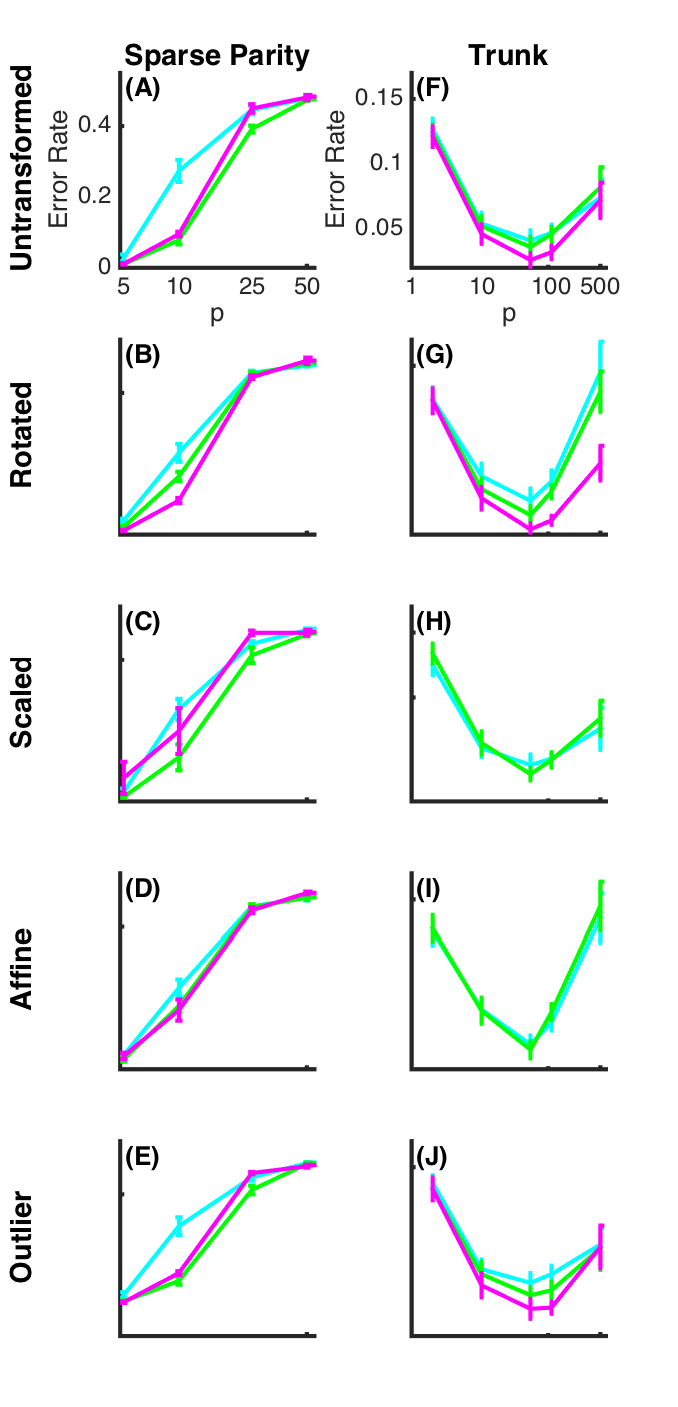 Sparse Parity
Trunk
Untransformed
Error Rate
(A)
0.4
0.2
0
5 10 25 50
p
Error Rate
(F)
0.15
0.1
0.05
1 10 100 500
p
Rotated
(B)
(G)
Scaled
(C)
(H)
Affine
(D)
(I)
Outlier
(E)
(J)